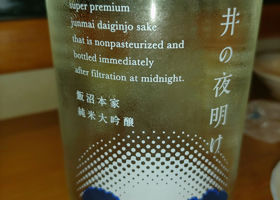 super premium
junmai daiginjo sake
that is nonpasteurized and
bottled immediately
after filtration at midnight.
井の夜明け
飯沼本家
純米大吟醸